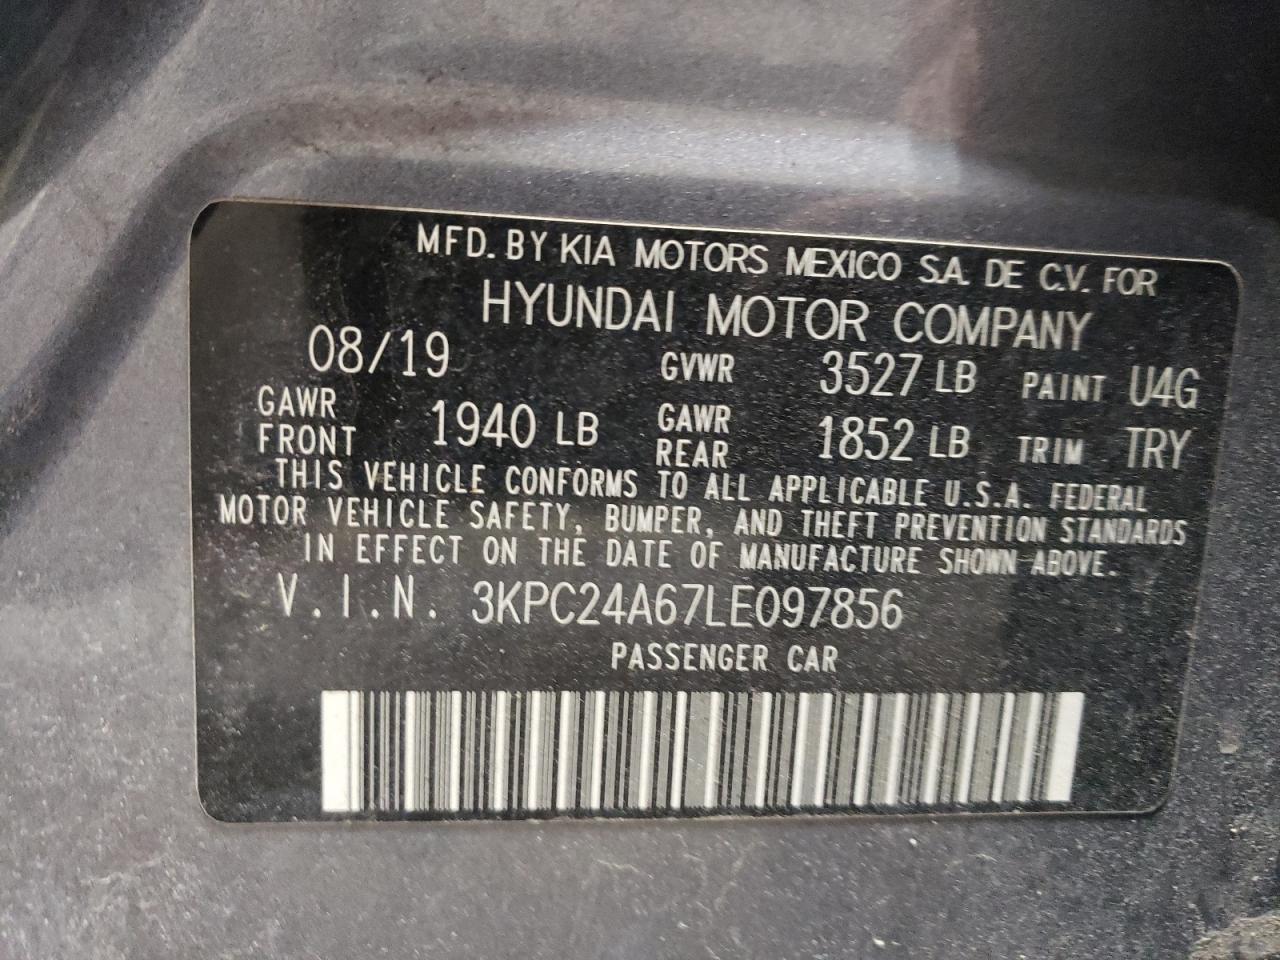 MFD. BY KIA MOTORS MEXICO S.A. DE C.V. FOR
HYUNDAI MOTOR COMPANY
08/19 GVWR 3527 LB PAINT U4G
GAWR FRONT 1940 LB GAWR REAR 1852 LB TRIM TRY
THIS VEHICLE CONFORMS TO ALL APPLICABLE U.S.A. FEDERAL
MOTOR VEHICLE SAFETY, BUMPER, AND THEFT PREVENTION STANDARDS
IN EFFECT ON THE DATE OF MANUFACTURE SHOWN ABOVE.
V.I.N. 3KPC24A67LE097856
PASSENGER CAR